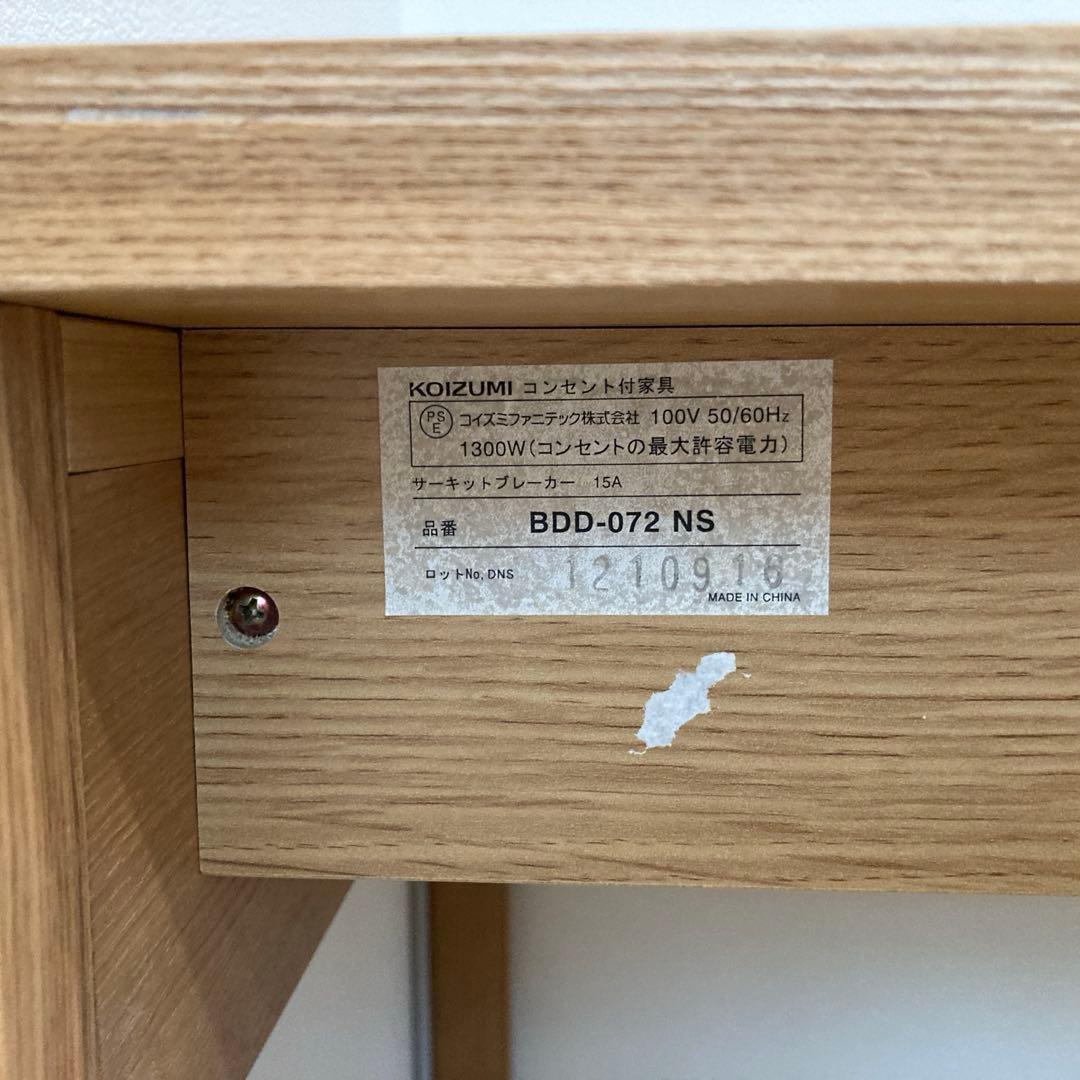 KOIZUMI コンセント付家具
PSE コイズミファニテック株式会社 100V 50/60Hz
1300W(コンセントの最大許容電力)
サーキットブレーカー 15A
品番 BDD-072 NS
ロットNo,DNS 1210916
MADE IN CHINA